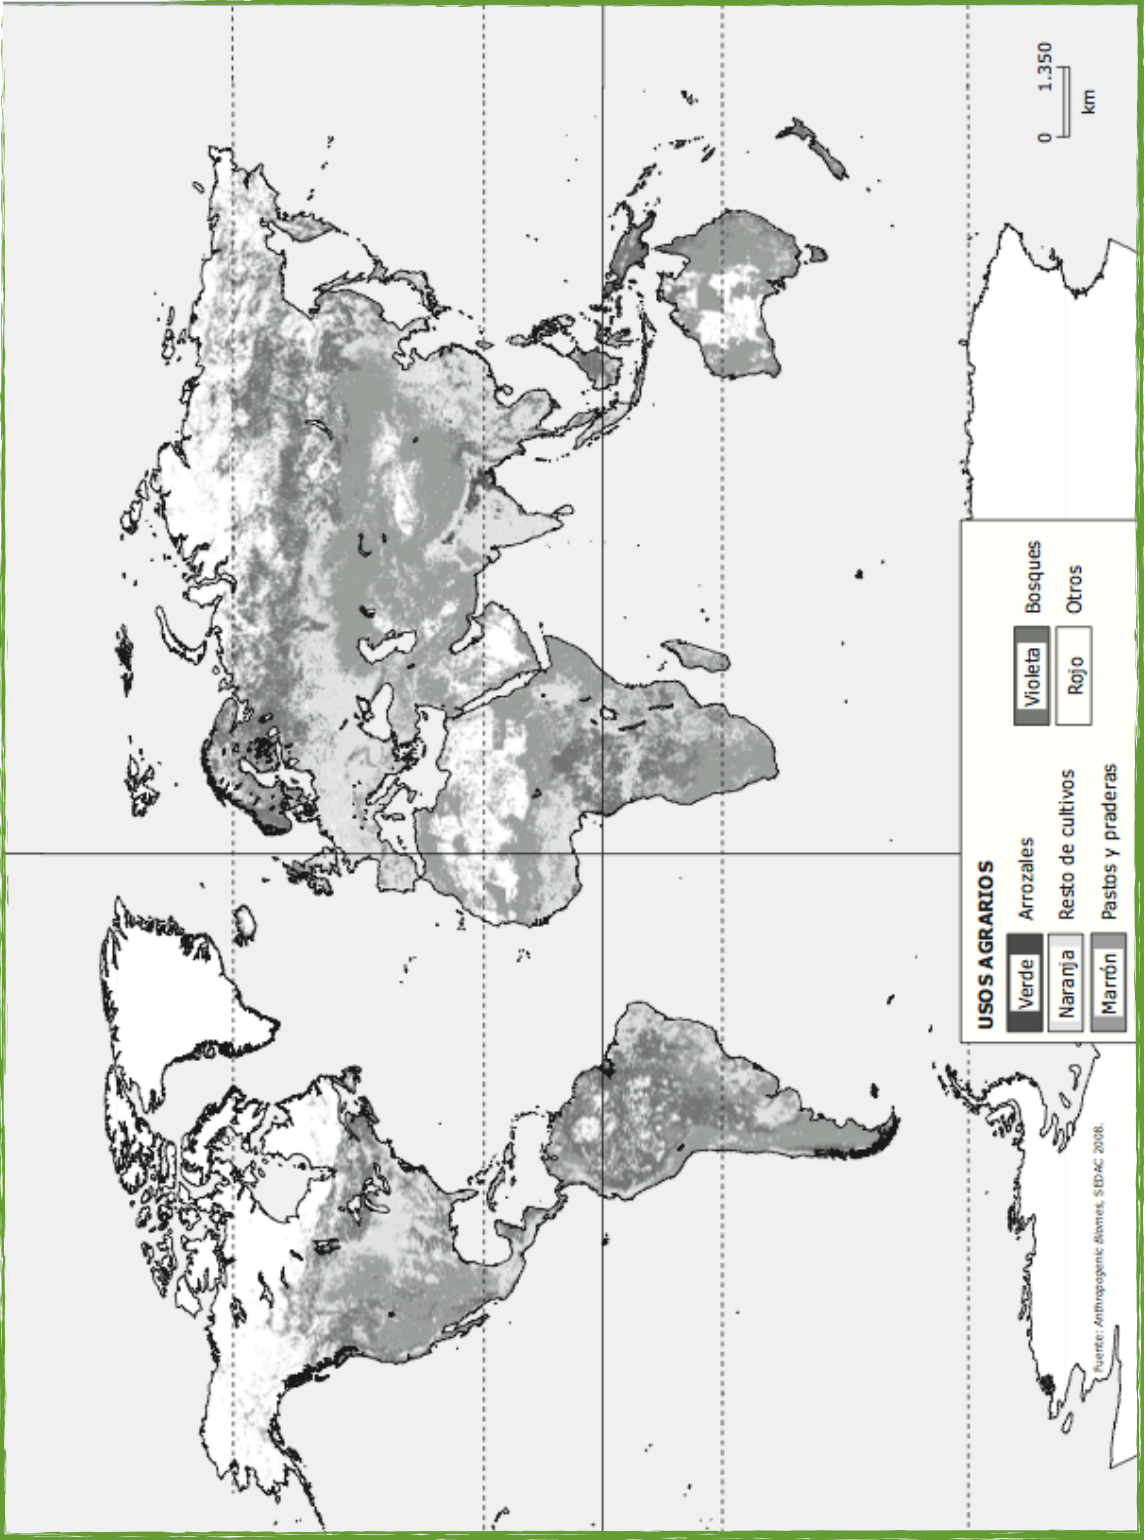 0 1.350
km
USOS AGRARIOS
Verde Arrozales
Naranja Resto de cultivos
Marrón Pastos y praderas
Violeta Bosques
Rojo Otros
Fuente: Anthropogenic Biomes, SEDAC 2008.